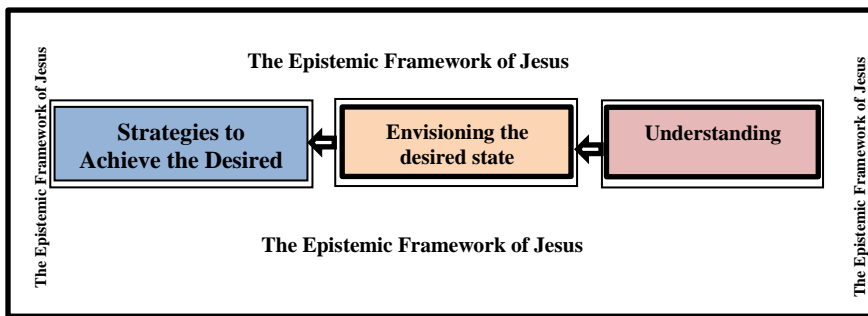 The Epistemic Framework of Jesus
The Epistemic Framework of Jesus
Strategies to
Achieve the Desired
Envisioning the
desired state
Understanding
The Epistemic Framework of Jesus
The Epistemic Framework of Jesus